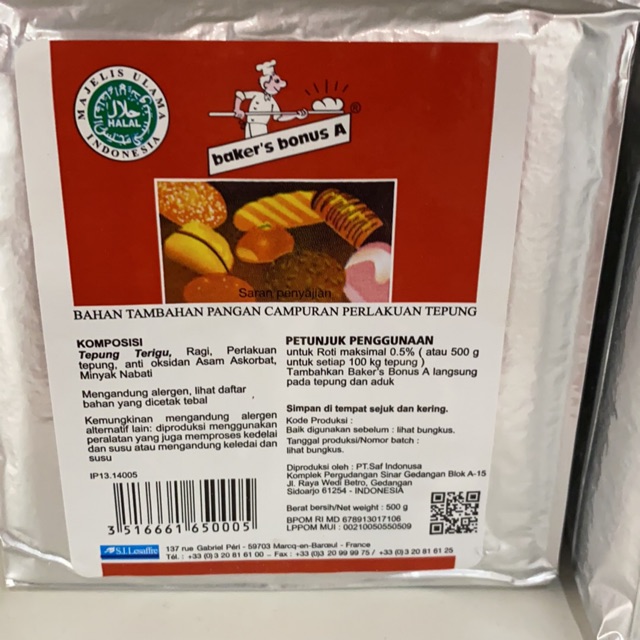 MAJELIS ULAMA
حلال
HALAL
INDONESIA
baker's bonus A
®
Saran penyajian
BAHAN TAMBAHAN PANGAN CAMPURAN PERLAKUAN TEPUNG
KOMPOSISI
Tepung Terigu, Ragi, Perlakuan
tepung, anti oksidan Asam Askorbat,
Minyak Nabati
Mengandung alergen, lihat daftar
bahan yang dicetak tebal
Kemungkinan mengandung alergen
alternatif lain: diproduksi menggunakan
peralatan yang juga memproses kedelai
dan susu atau mengandung keledai dan
susu
IP13.14005
3 516661 650005
PETUNJUK PENGGUNAAN
untuk Roti maksimal 0.5% ( atau 500 g
untuk setiap 100 kg tepung )
Tambahkan Baker's Bonus A langsung
pada tepung dan aduk
Simpan di tempat sejuk dan kering.
Kode Produksi :
Baik digunakan sebelum : lihat bungkus.
Tanggal produksi/Nomor batch :
lihat bungkus.
Diproduksi oleh : PT.Saf Indonusa
Komplek Pergudangan Sinar Gedangan Blok A-15
Jl. Raya Wedi Betro, Gedangan
Sidoarjo 61254 - INDONESIA
Berat bersih/Net weight : 500 g
BPOM RI MD 678913017106
LPPOM MUI : 00210050550509
S.I.Lesaffre
137 rue Gabriel Péri - 59703 Marcq-en-Barœul - France
Tél. : +33 (0) 3 20 81 61 00 - Fax : +33 (0)3 20 99 99 75 / +33 (0)3 20 81 61 25